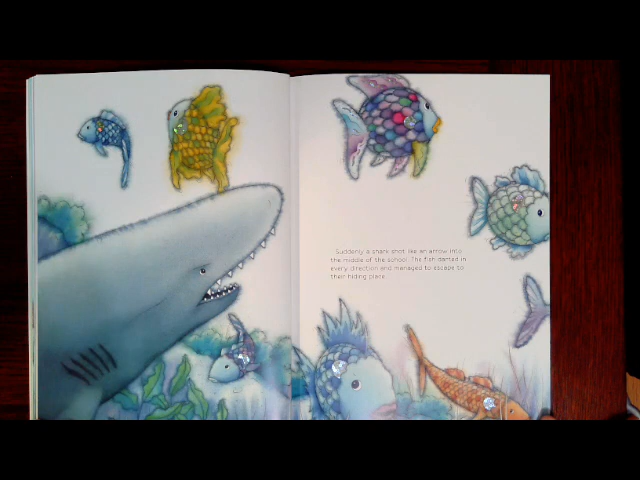 Suddenly a shark shot like an arrow into
the middle of the school. The fish darted in
every direction and managed to escape to
their hiding place.